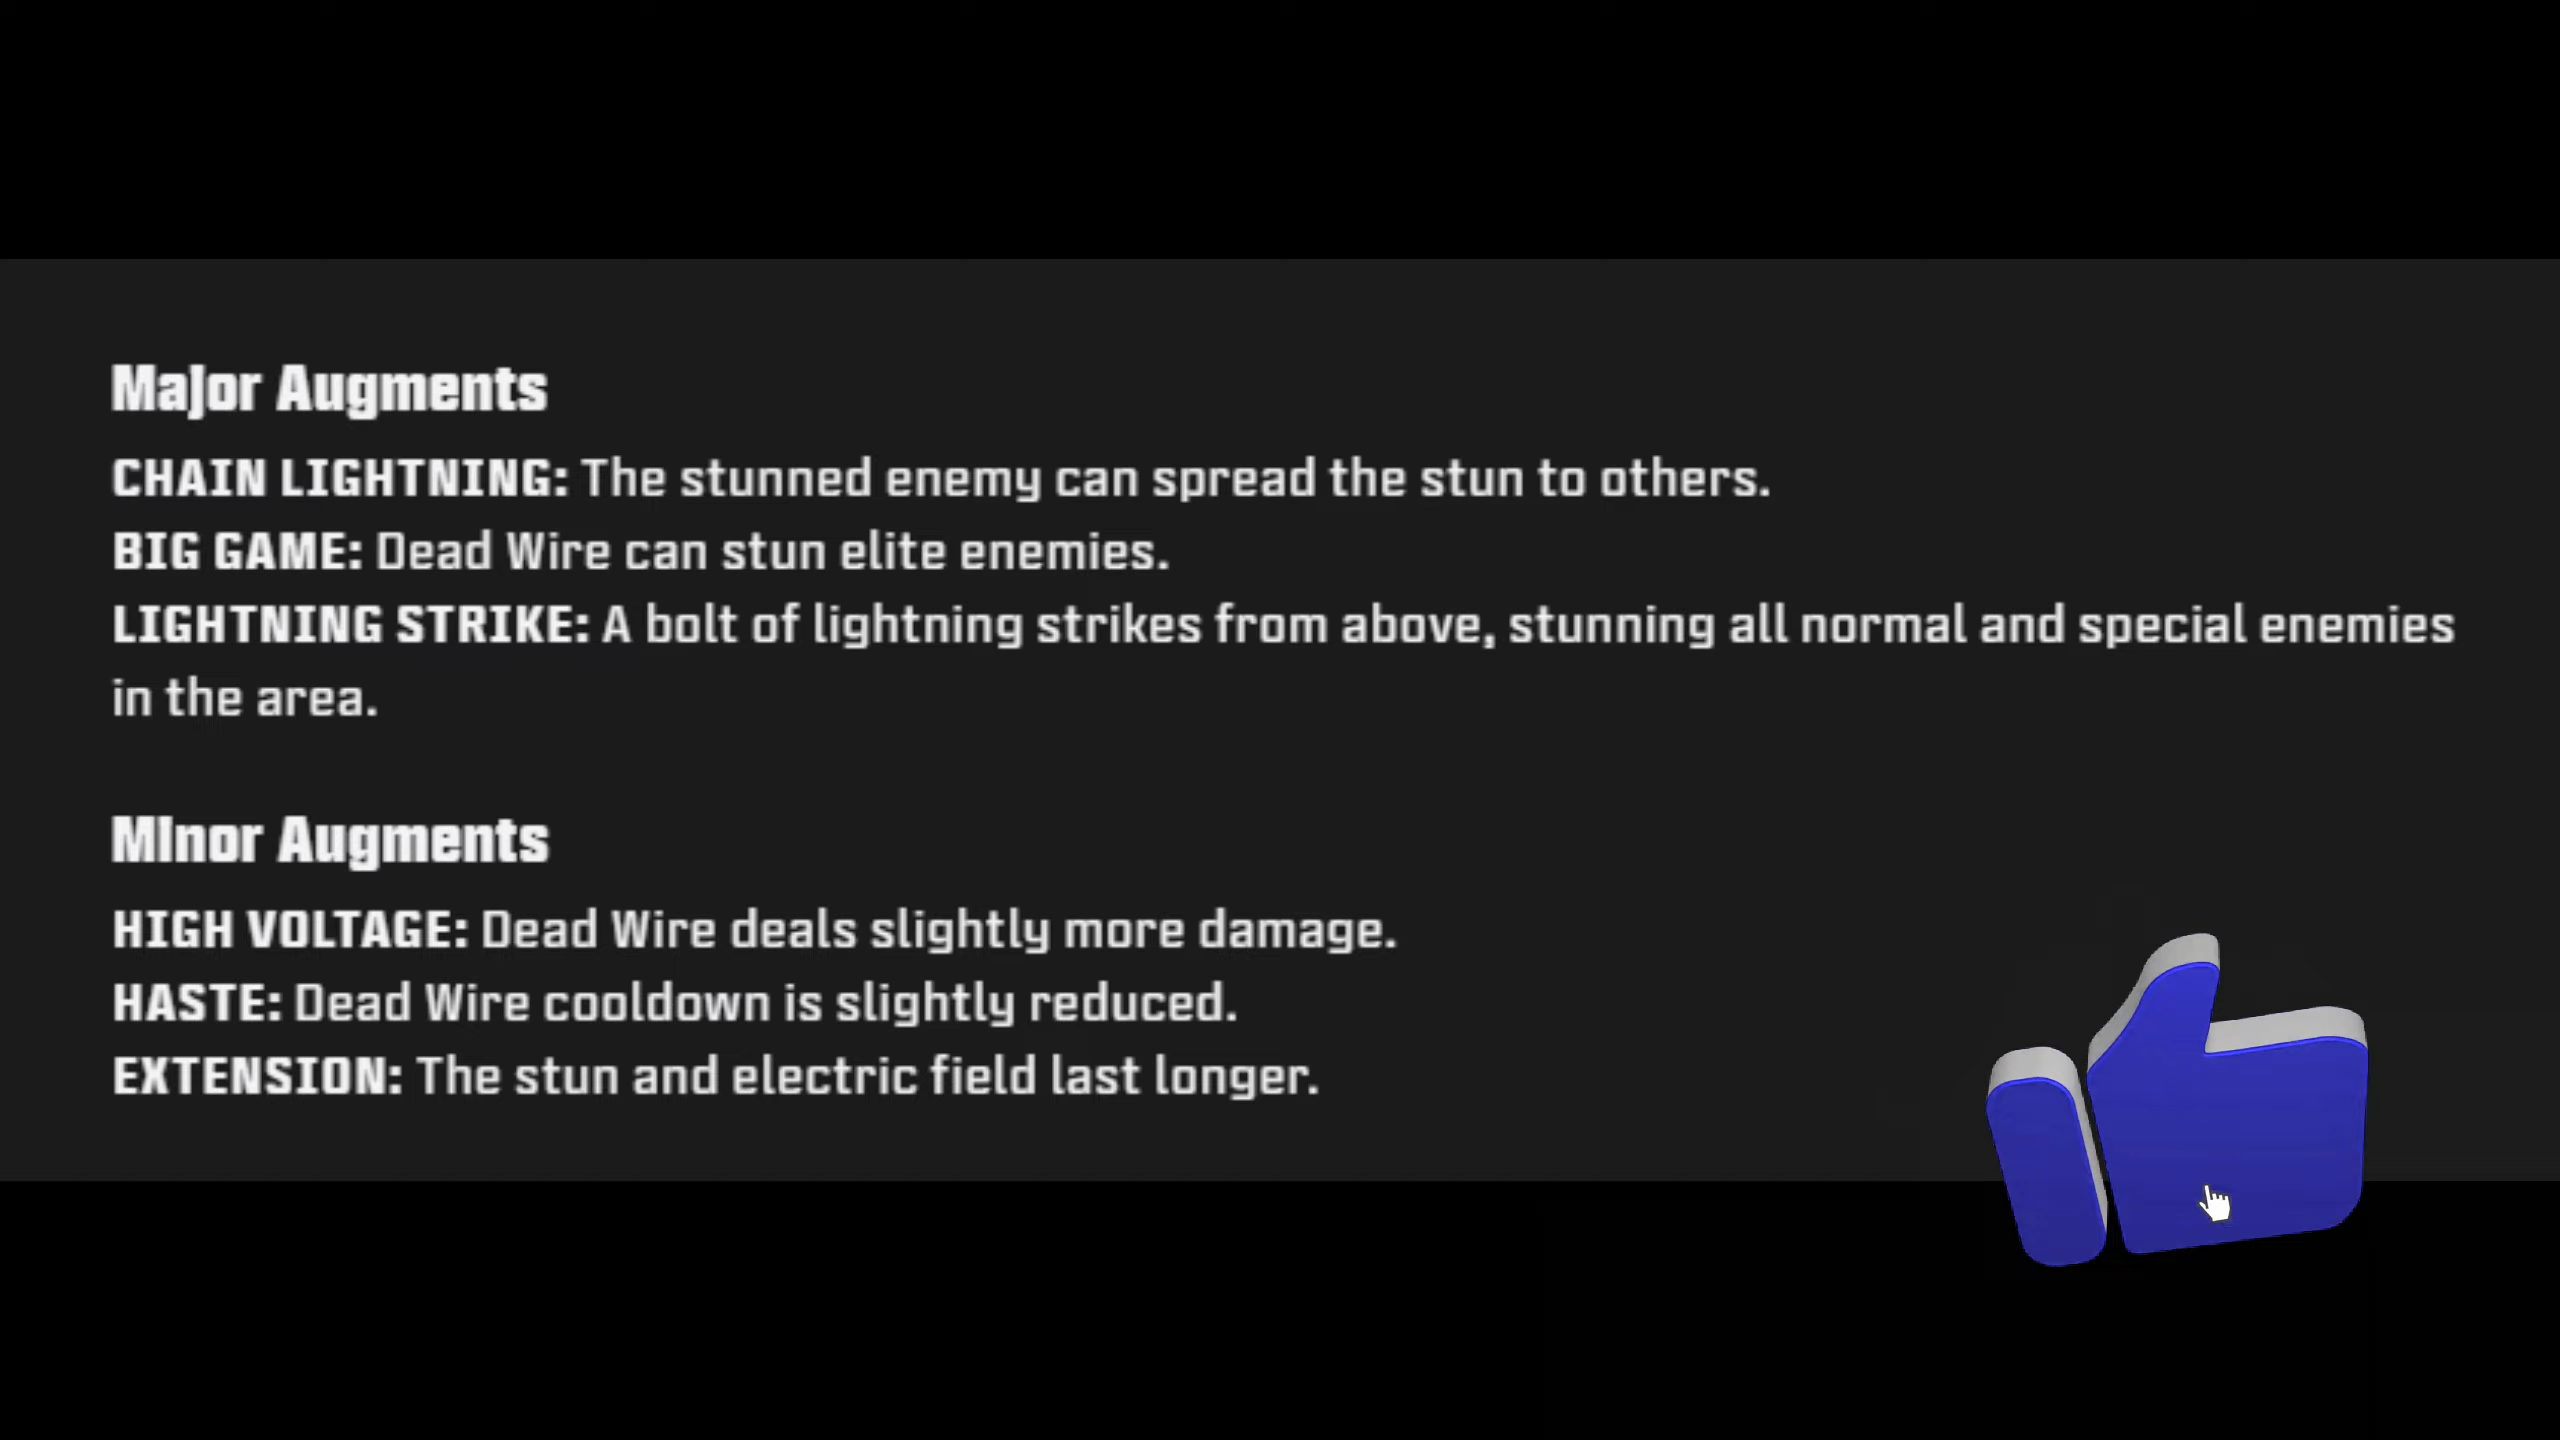 Major Augments
CHAIN LIGHTNING: The stunned enemy can spread the stun to others.
BIG GAME: Dead Wire can stun elite enemies.
LIGHTNING STRIKE: A bolt of lightning strikes from above, stunning all normal and special enemies
in the area.
Minor Augments
HIGH VOLTAGE: Dead Wire deals slightly more damage.
HASTE: Dead Wire cooldown is slightly reduced.
EXTENSION: The stun and electric field last longer.